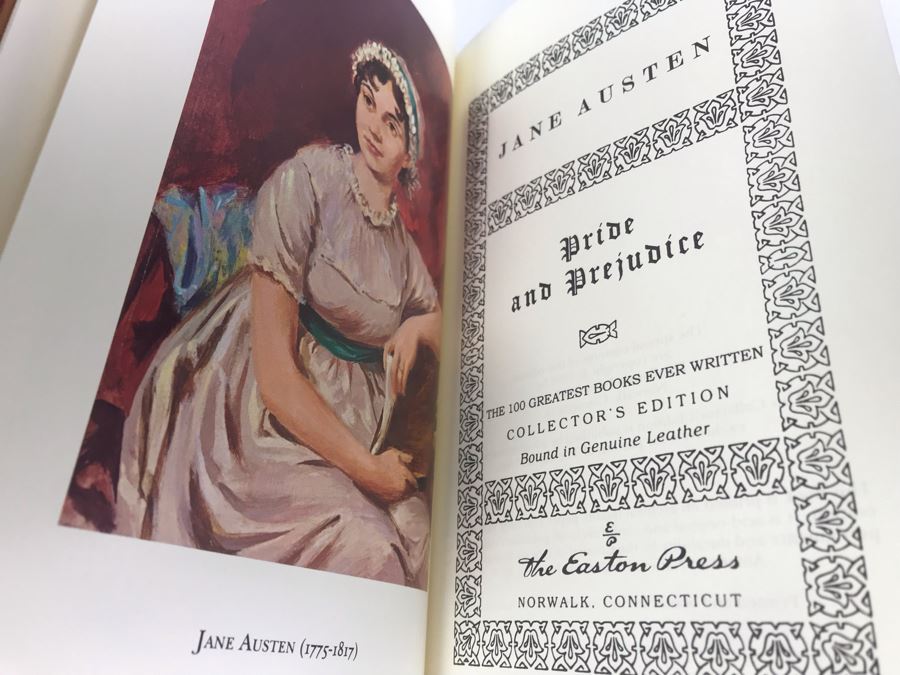 JANE AUSTEN (1775-1817)
JANE AUSTEN
Pride
and Prejudice
THE 100 GREATEST BOOKS EVER WRITTEN
COLLECTOR'S EDITION
Bound in Genuine Leather
E
P
The Easton Press
NORWALK, CONNECTICUT